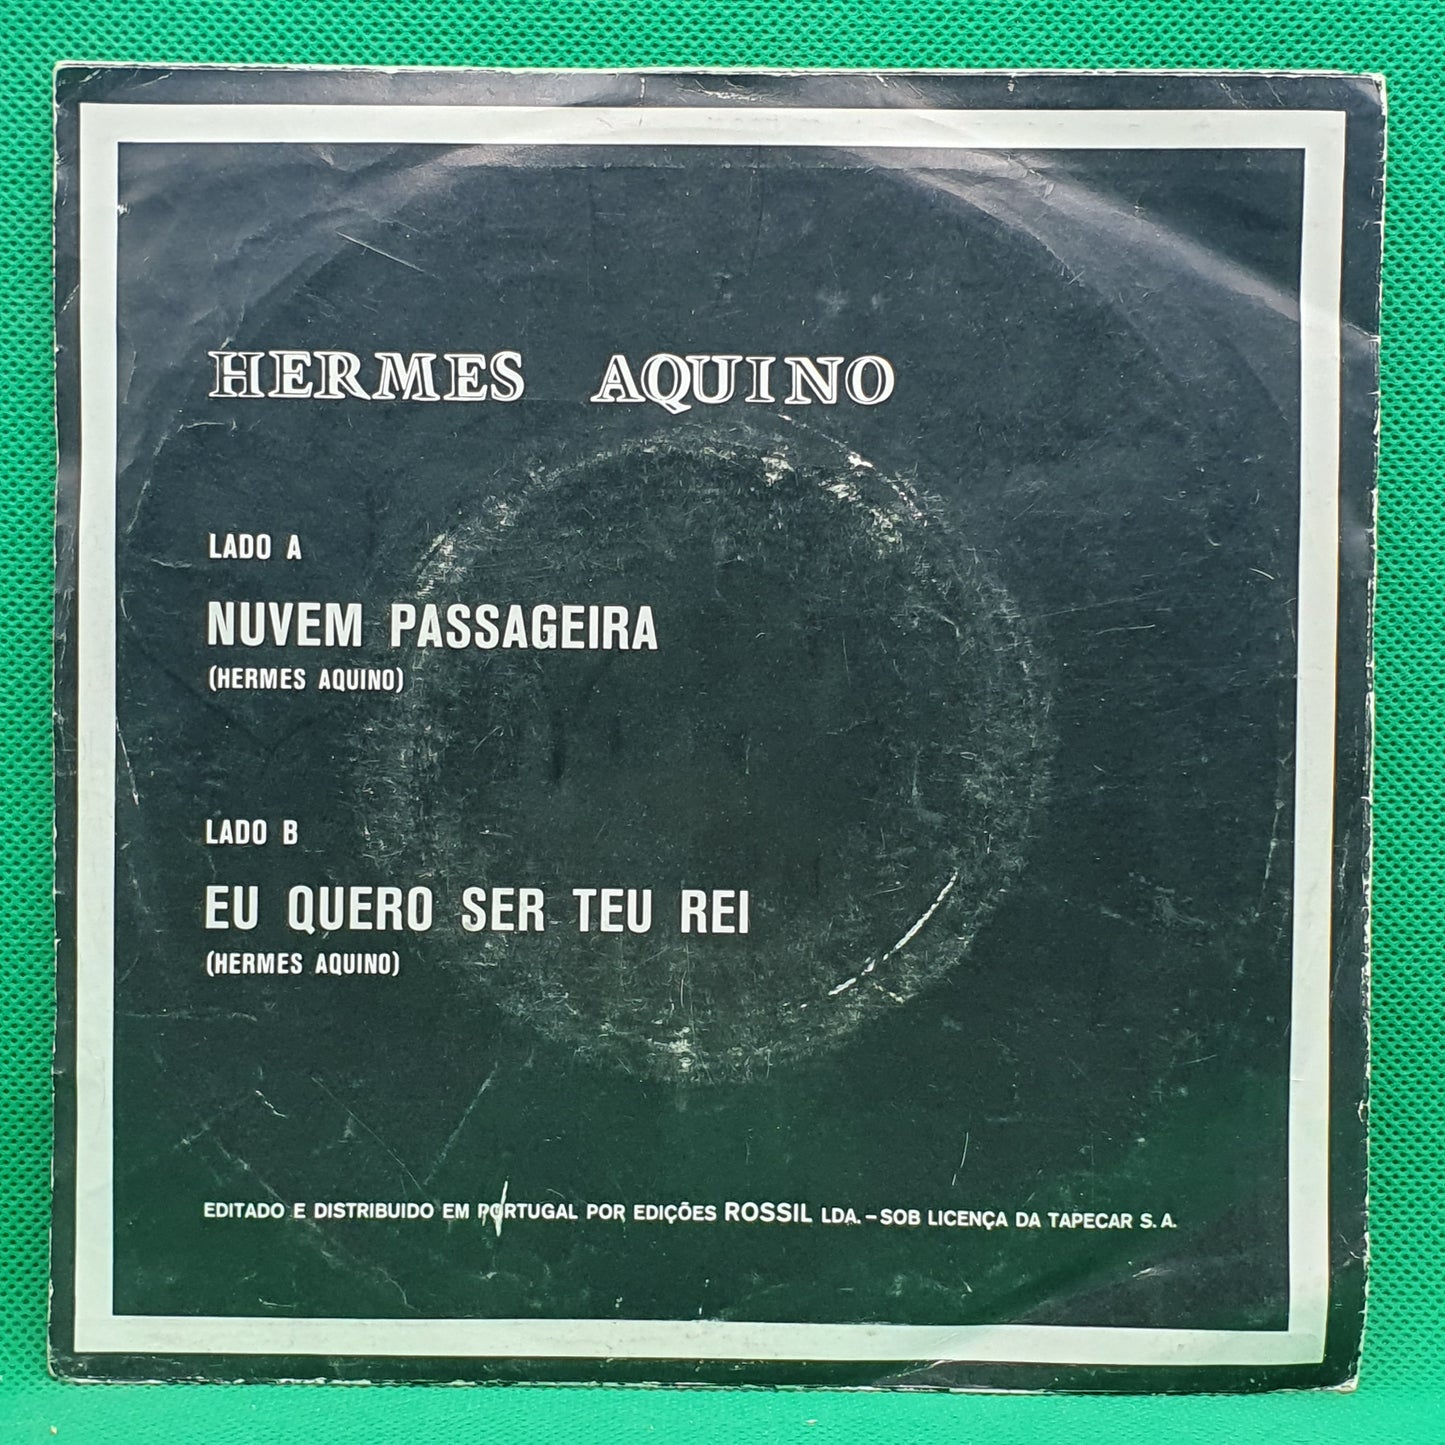 HERMES AQUINO
LADO A
NUVEM PASSAGEIRA
(HERMES AQUINO)
LADO B
EU QUERO SER TEU REI
(HERMES AQUINO)
EDITADO E DISTRIBUIDO EM PORTUGAL POR EDIÇÕES ROSSIL LDA. – SOB LICENÇA DA TAPECAR S. A.